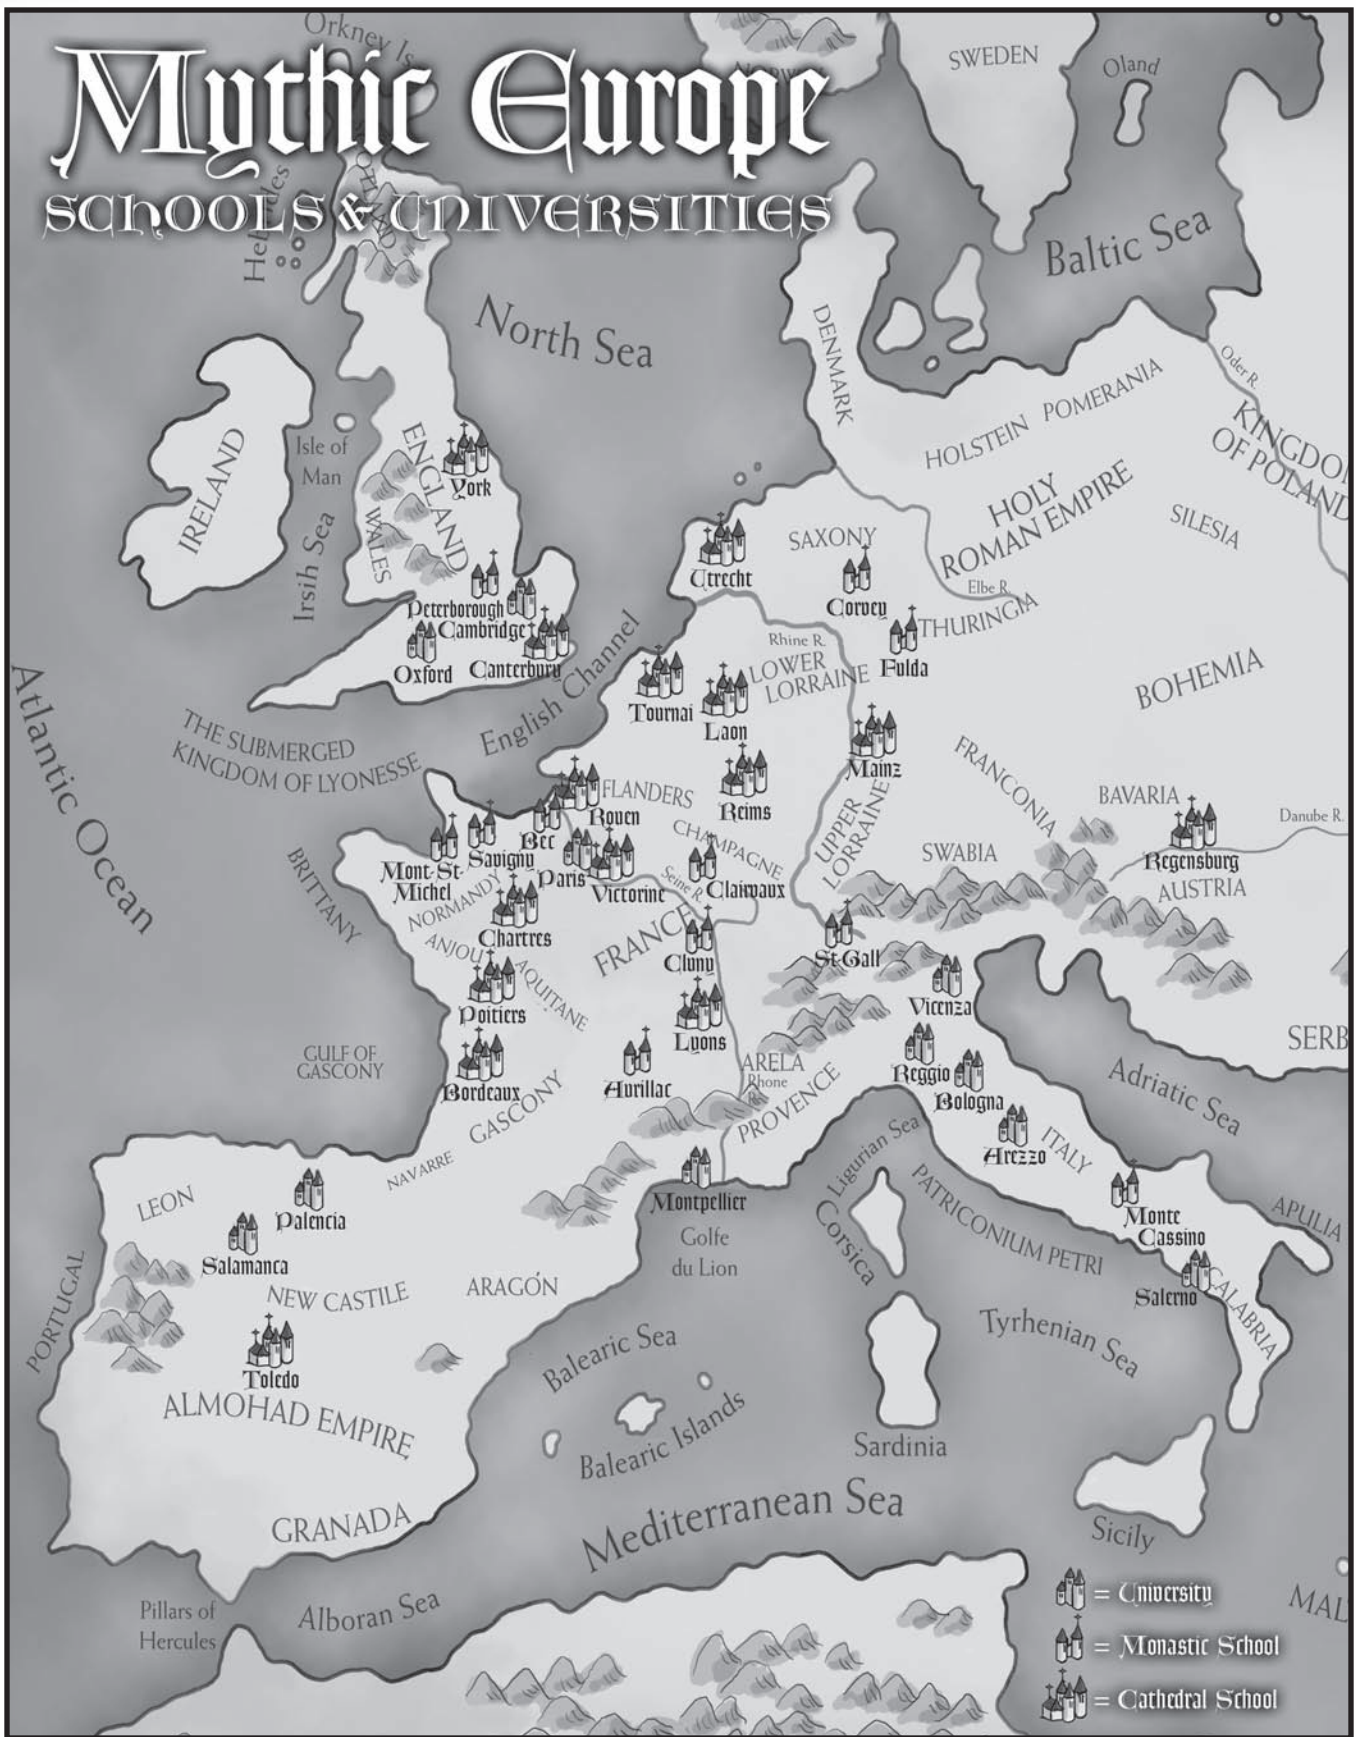 Orkney Is
Mythic Europe
SCHOOLS & UNIVERSITIES
SWEDEN
Oland
Baltic Sea
North Sea
DENMARK
Oder R.
POMERANIA
HOLSTEIN
KINGDO
OF POLAND
HOLY
ROMAN EMPIRE
SILESIA
IRELAND
Isle of
Man
ENGLAND
York
WALES
Irsih Sea
SAXONY
Utrecht
Corvey
Elbe R.
THURINGIA
Peterborough
Cambridge
Oxford
Canterbury
Rhine R.
LOWER
LORRAINE
Fulda
BOHEMIA
Atlantic Ocean
English Channel
Tournai
Laon
THE SUBMERGED
KINGDOM OF LYONESSE
Mainz
FRANCONIA
FLANDERS
Rouen
Reims
UPPER
LORRAINE
BAVARIA
Danube R.
Regensburg
Bec
Savigny
Mont-St-
Michel
Paris
Victorine
CHAMPAGNE
Seine R.
Clairvaux
SWABIA
AUSTRIA
BRITTANY
NORMANDY
Chartres
ANJOU
FRANCE
Cluny
St-Gall
AQUITANE
Poitiers
Vicenza
Lyons
GULF OF
GASCONY
Bordeaux
Aurillac
ARELA
Rhone
R.
PROVENCE
Reggio
Bologna
Adriatic Sea
SERB
GASCONY
Arezzo
ITALY
NAVARRE
LEON
Palencia
Montpellier
Ligurian Sea
Corsica
PATRICONIUM PETRI
Monte
Cassino
APULIA
Salamanca
Golfe
du Lion
PORTUGAL
NEW CASTILE
ARAGÓN
Salerno
CALABRIA
Toledo
Balearic Sea
Tyrhenian Sea
ALMOHAD EMPIRE
Balearic Islands
Sardinia
GRANADA
Mediterranean Sea
Sicily
Pillars of
Hercules
Alboran Sea
MAL
= University
= Monastic School
= Cathedral School